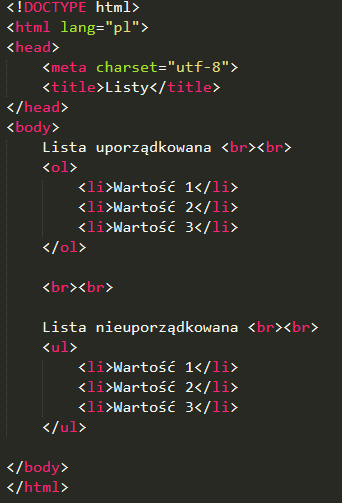 <!DOCTYPE html>
<html lang="pl">
<head>
    <meta charset="utf-8">
    <title>Listy</title>
</head>
<body>
    Lista uporządkowana <br><br>
    <ol>
        <li>Wartość 1</li>
        <li>Wartość 2</li>
        <li>Wartość 3</li>
    </ol>

    <br><br>

    Lista nieuporządkowana <br><br>
    <ul>
        <li>Wartość 1</li>
        <li>Wartość 2</li>
        <li>Wartość 3</li>
    </ul>

</body>
</html>